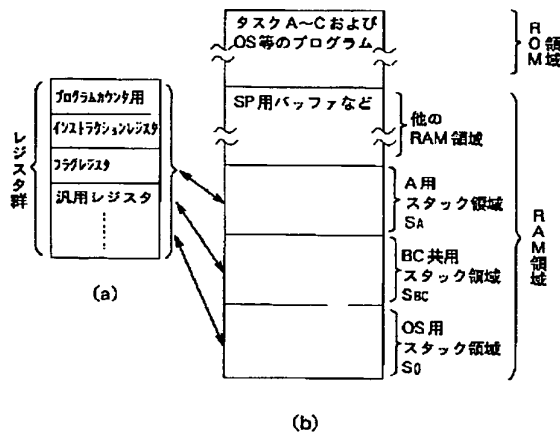 タスクA〜Cおよび
OS等のプログラム
ROM領域
プログラムカウンタ用
インストラクションレジスタ
フラグレジスタ
汎用レジスタ
レジスタ群
(a)
SP用バッファなど
他の
RAM領域
A用
スタック領域
SA
BC共用
スタック領域
SBC
OS用
スタック領域
SO
RAM領域
(b)